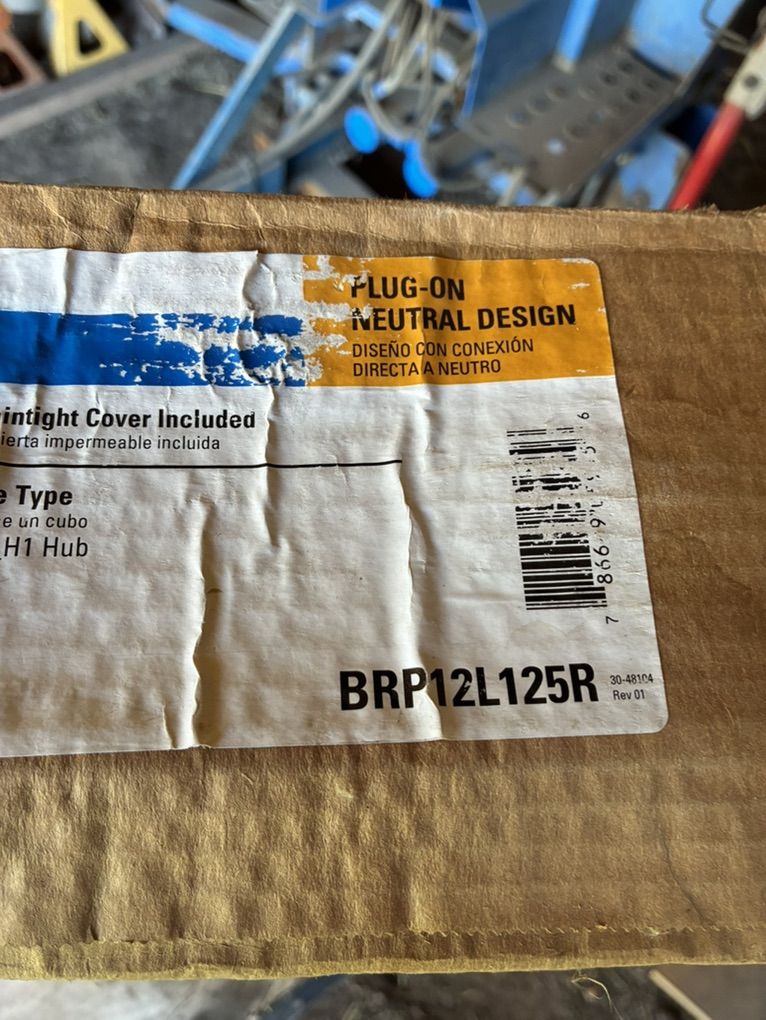 PLUG-ON
NEUTRAL DESIGN
DISEÑO CON CONEXIÓN
DIRECTA A NEUTRO
intight Cover Included
ierta impermeable incluida
e Type
e un cubo
H1 Hub
BRP12L125R
30-48104
Rev 01